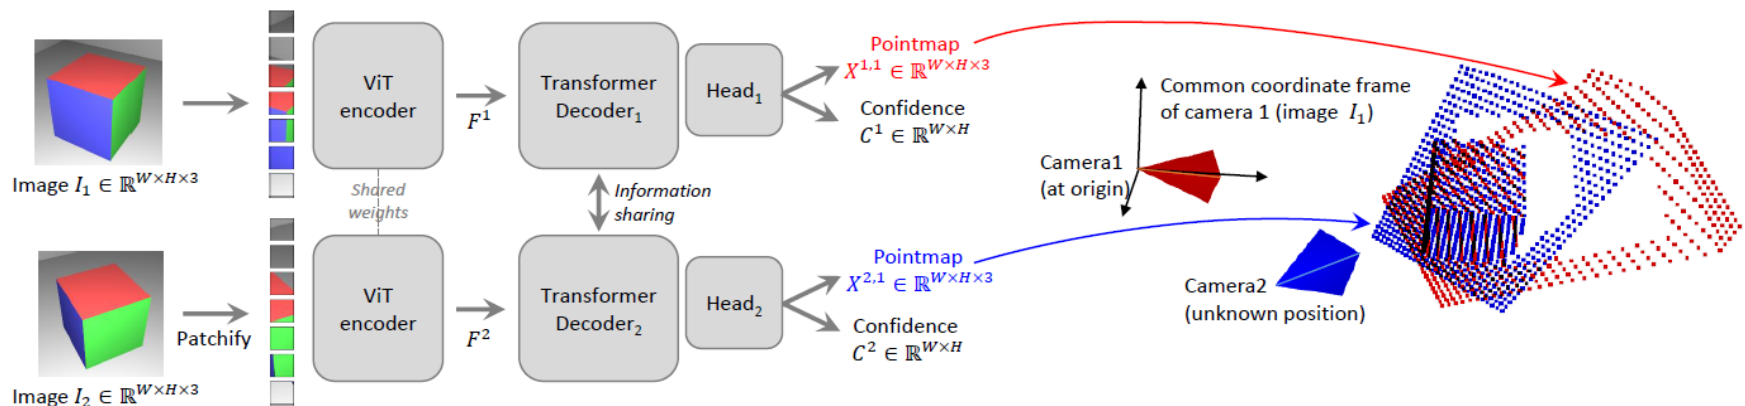 Image I₁ ∈ ℝ^{W×H×3}
ViT
encoder
F¹
Transformer
Decoder₁
Head₁
Pointmap
X^{1,1} ∈ ℝ^{W×H×3}
Confidence
C¹ ∈ ℝ^{W×H}
Shared
weights
Information
sharing
Patchify
Image I₂ ∈ ℝ^{W×H×3}
ViT
encoder
F²
Transformer
Decoder₂
Head₂
Pointmap
X^{2,1} ∈ ℝ^{W×H×3}
Confidence
C² ∈ ℝ^{W×H}
Common coordinate frame
of camera 1 (image I₁)
Camera1
(at origin)
Camera2
(unknown position)